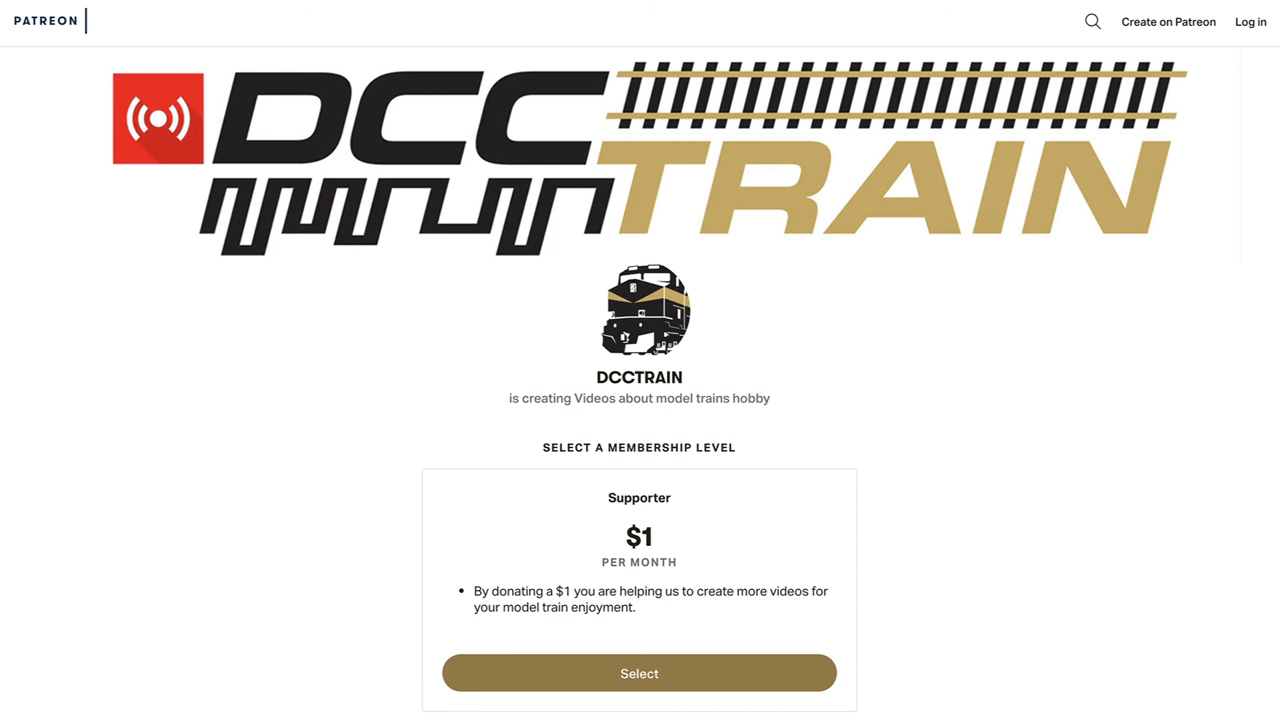 PATREON
Create on Patreon
Log in
DCC
TRAIN
DCCTRAIN
is creating Videos about model trains hobby
SELECT A MEMBERSHIP LEVEL
Supporter
$1
PER MONTH
• By donating a $1 you are helping us to create more videos for
your model train enjoyment.
Select